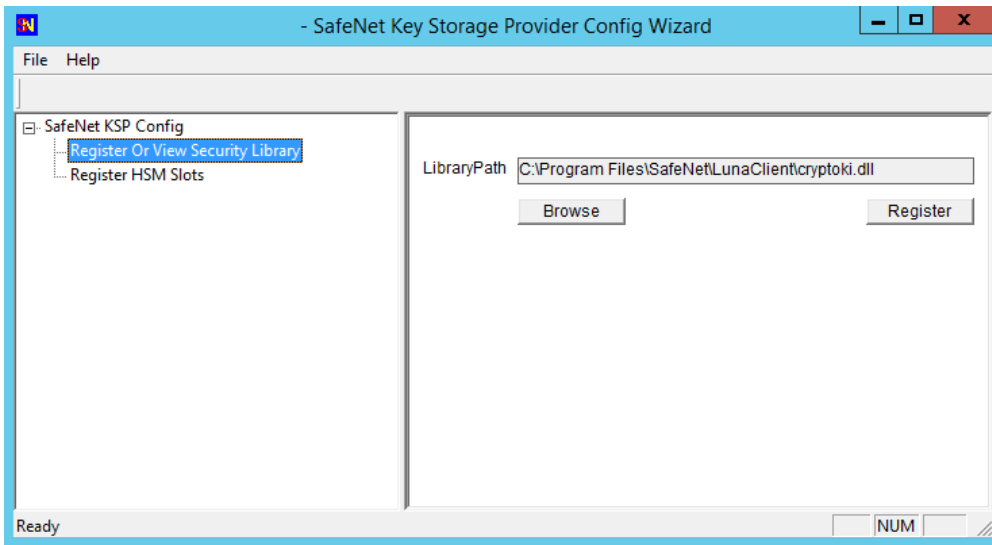 - SafeNet Key Storage Provider Config Wizard
File Help
SafeNet KSP Config
Register Or View Security Library
Register HSM Slots
LibraryPath C:\Program Files\SafeNet\LunaClient\cryptoki.dll
Browse Register
Ready NUM